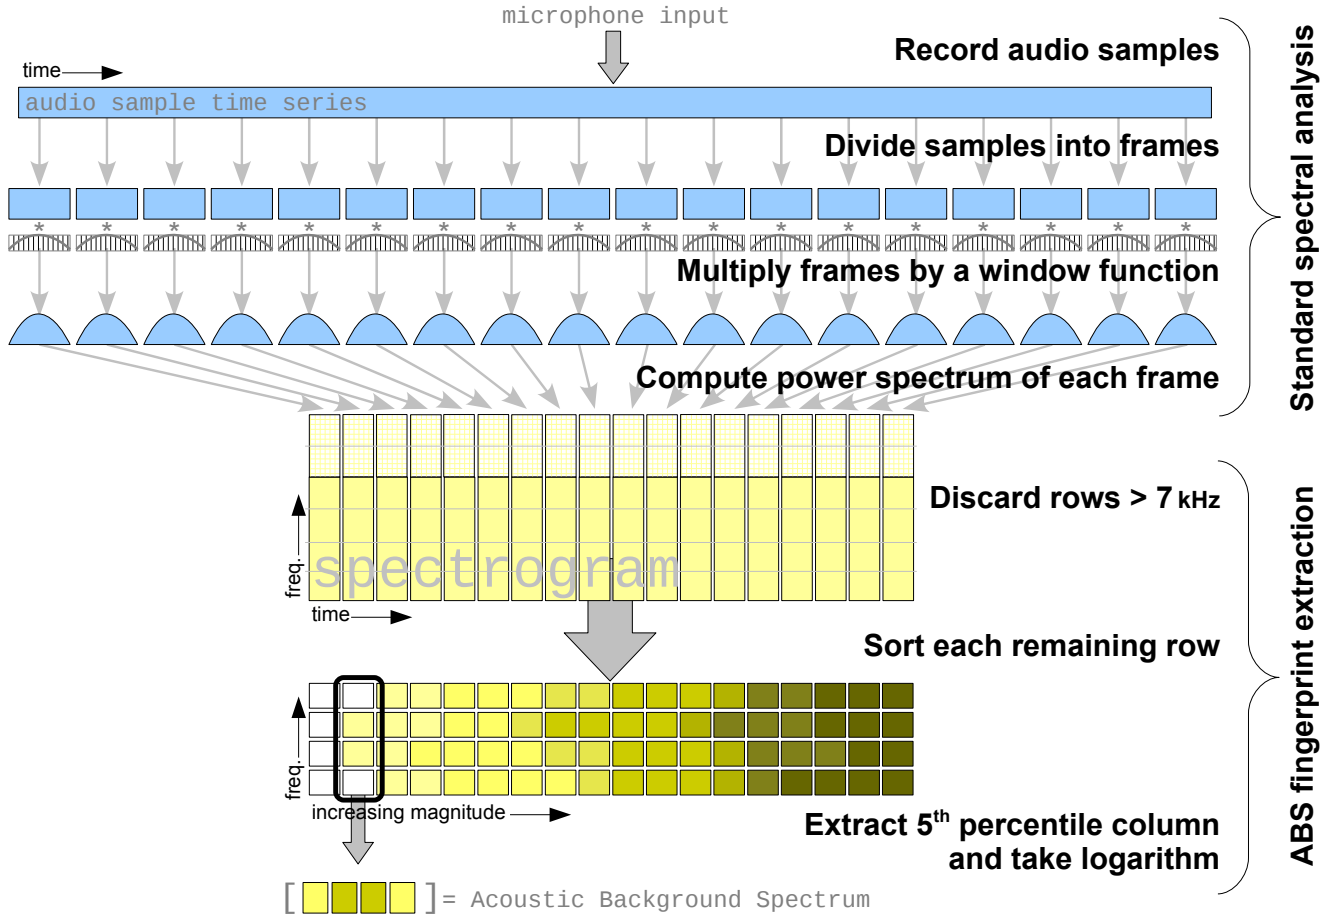 microphone input
Record audio samples
time
audio sample time series
Divide samples into frames
* * * * * * * * * * * * * * * * * *
Multiply frames by a window function
Compute power spectrum of each frame
Standard spectral analysis
Discard rows > 7 kHz
freq.
spectrogram
time
Sort each remaining row
freq.
increasing magnitude
Extract 5th percentile column
and take logarithm
ABS fingerprint extraction
[ ] = Acoustic Background Spectrum